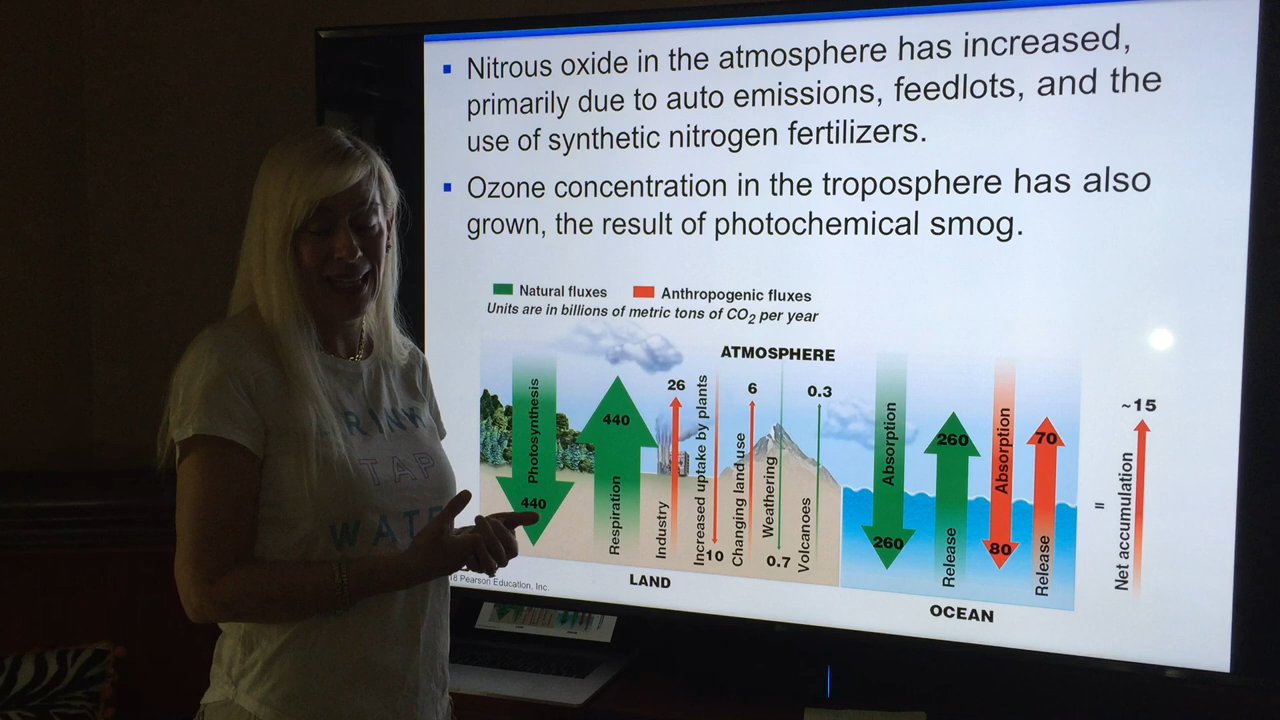 ▪ Nitrous oxide in the atmosphere has increased,
primarily due to auto emissions, feedlots, and the
use of synthetic nitrogen fertilizers.
▪ Ozone concentration in the troposphere has also
grown, the result of photochemical smog.
Natural fluxes Anthropogenic fluxes
Units are in billions of metric tons of CO2 per year
ATMOSPHERE
Photosynthesis
440
440
Respiration
26
Industry
Increased uptake by plants
10
6
Changing land use
Weathering
0.7
0.3
Volcanoes
Absorption
260
260
Release
Absorption
80
70
Release
=
~15
Net accumulation
LAND
OCEAN
8 Pearson Education, Inc.
DRINK
TAP
WAT